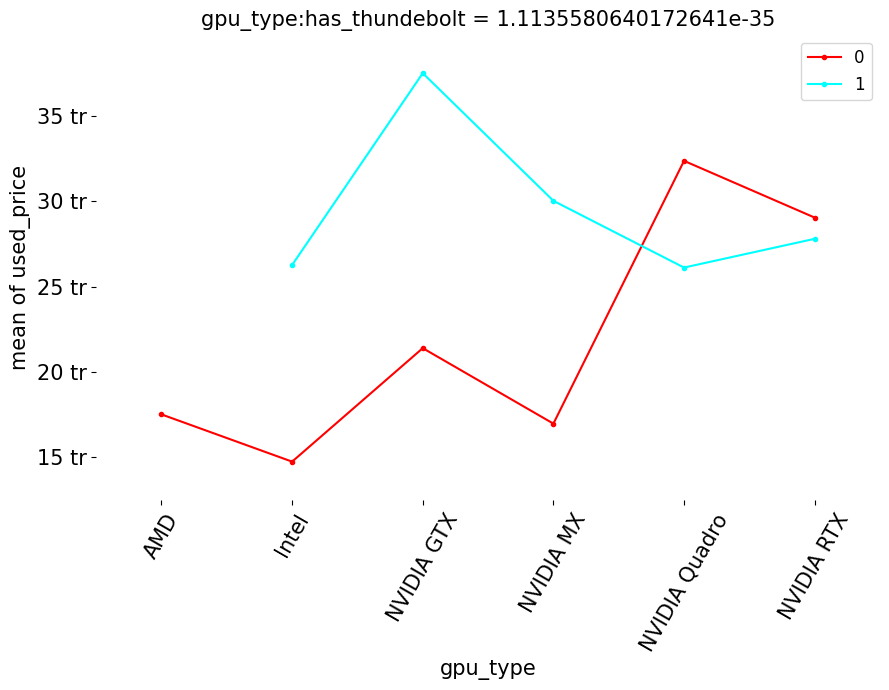 gpu_type:has_thundebolt = 1.1135580640172641e-35
0
1
35 tr
30 tr
25 tr
20 tr
15 tr
mean of used_price
AMD
Intel
NVIDIA GTX
NVIDIA MX
NVIDIA Quadro
NVIDIA RTX
gpu_type